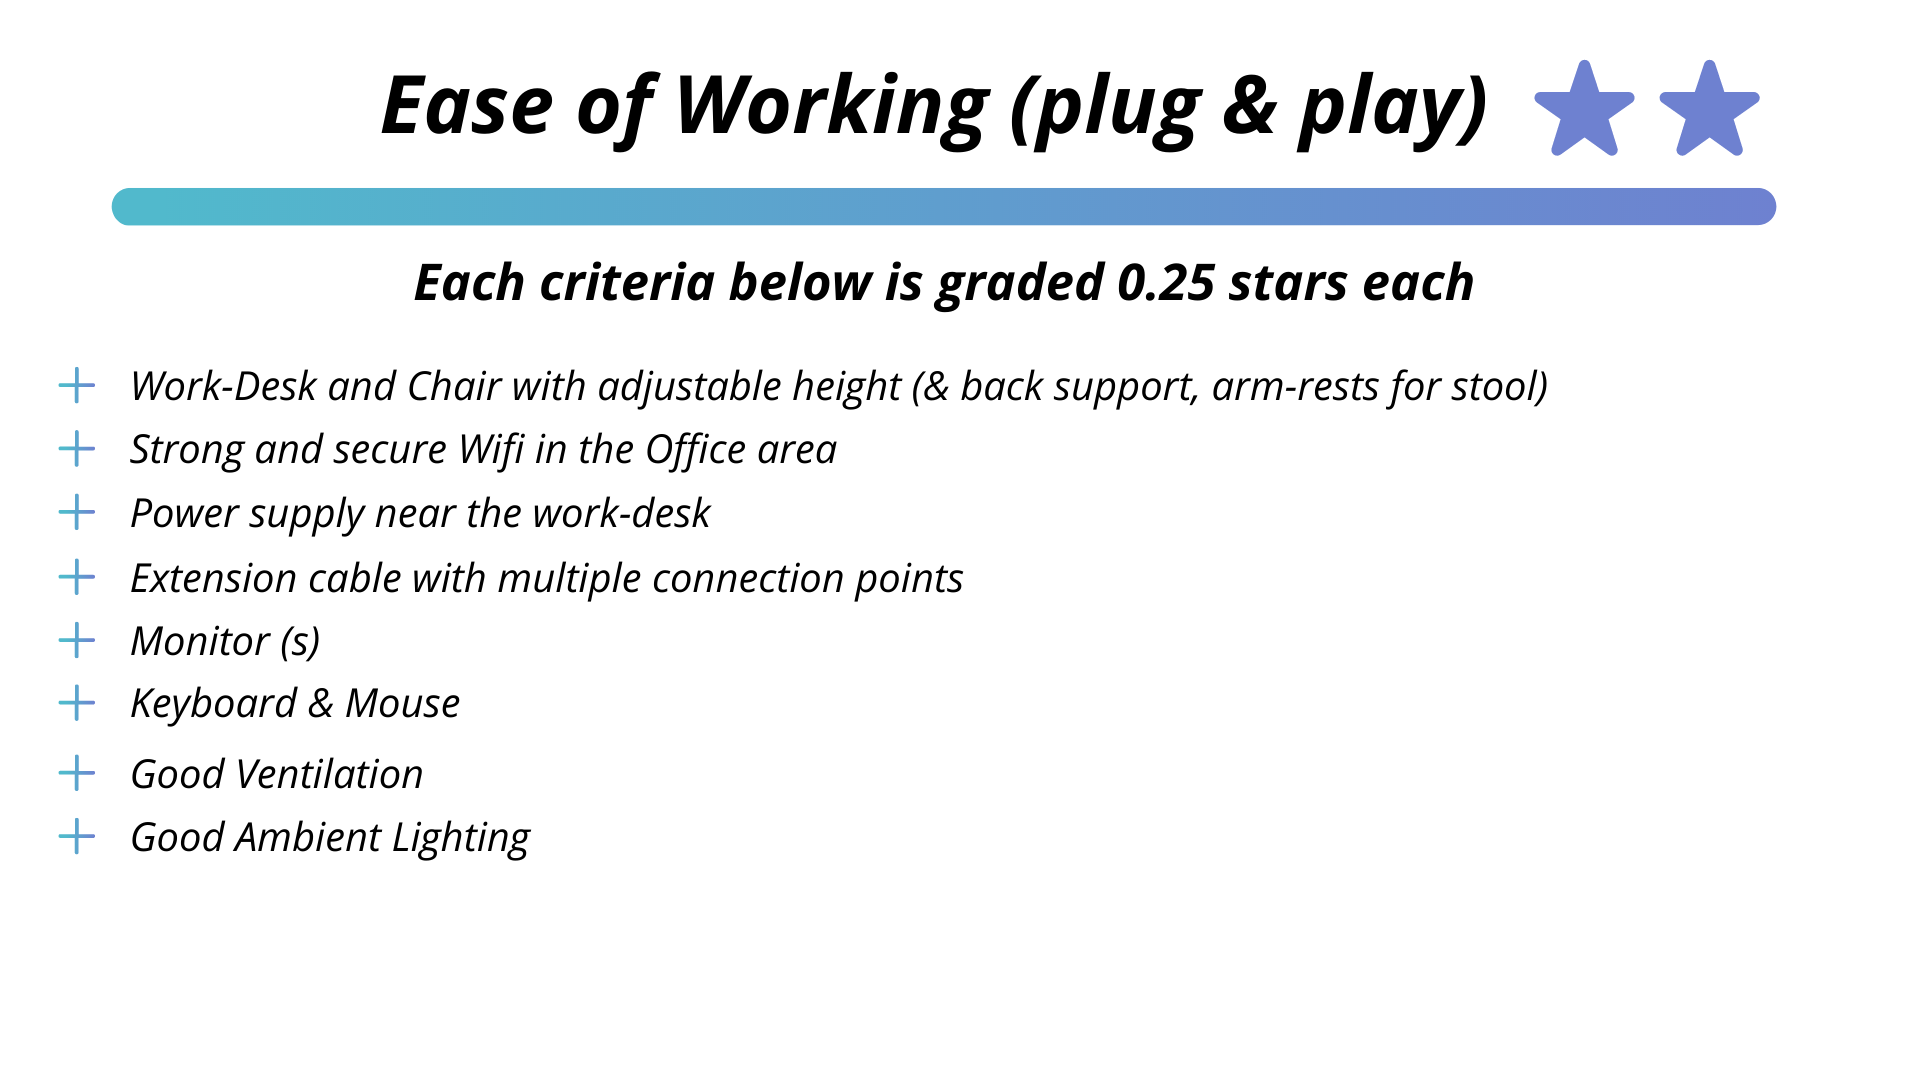 Ease of Working (plug & play)
Each criteria below is graded 0.25 stars each
Work-Desk and Chair with adjustable height (& back support, arm-rests for stool)
Strong and secure Wifi in the Office area
Power supply near the work-desk
Extension cable with multiple connection points
Monitor (s)
Keyboard & Mouse
Good Ventilation
Good Ambient Lighting